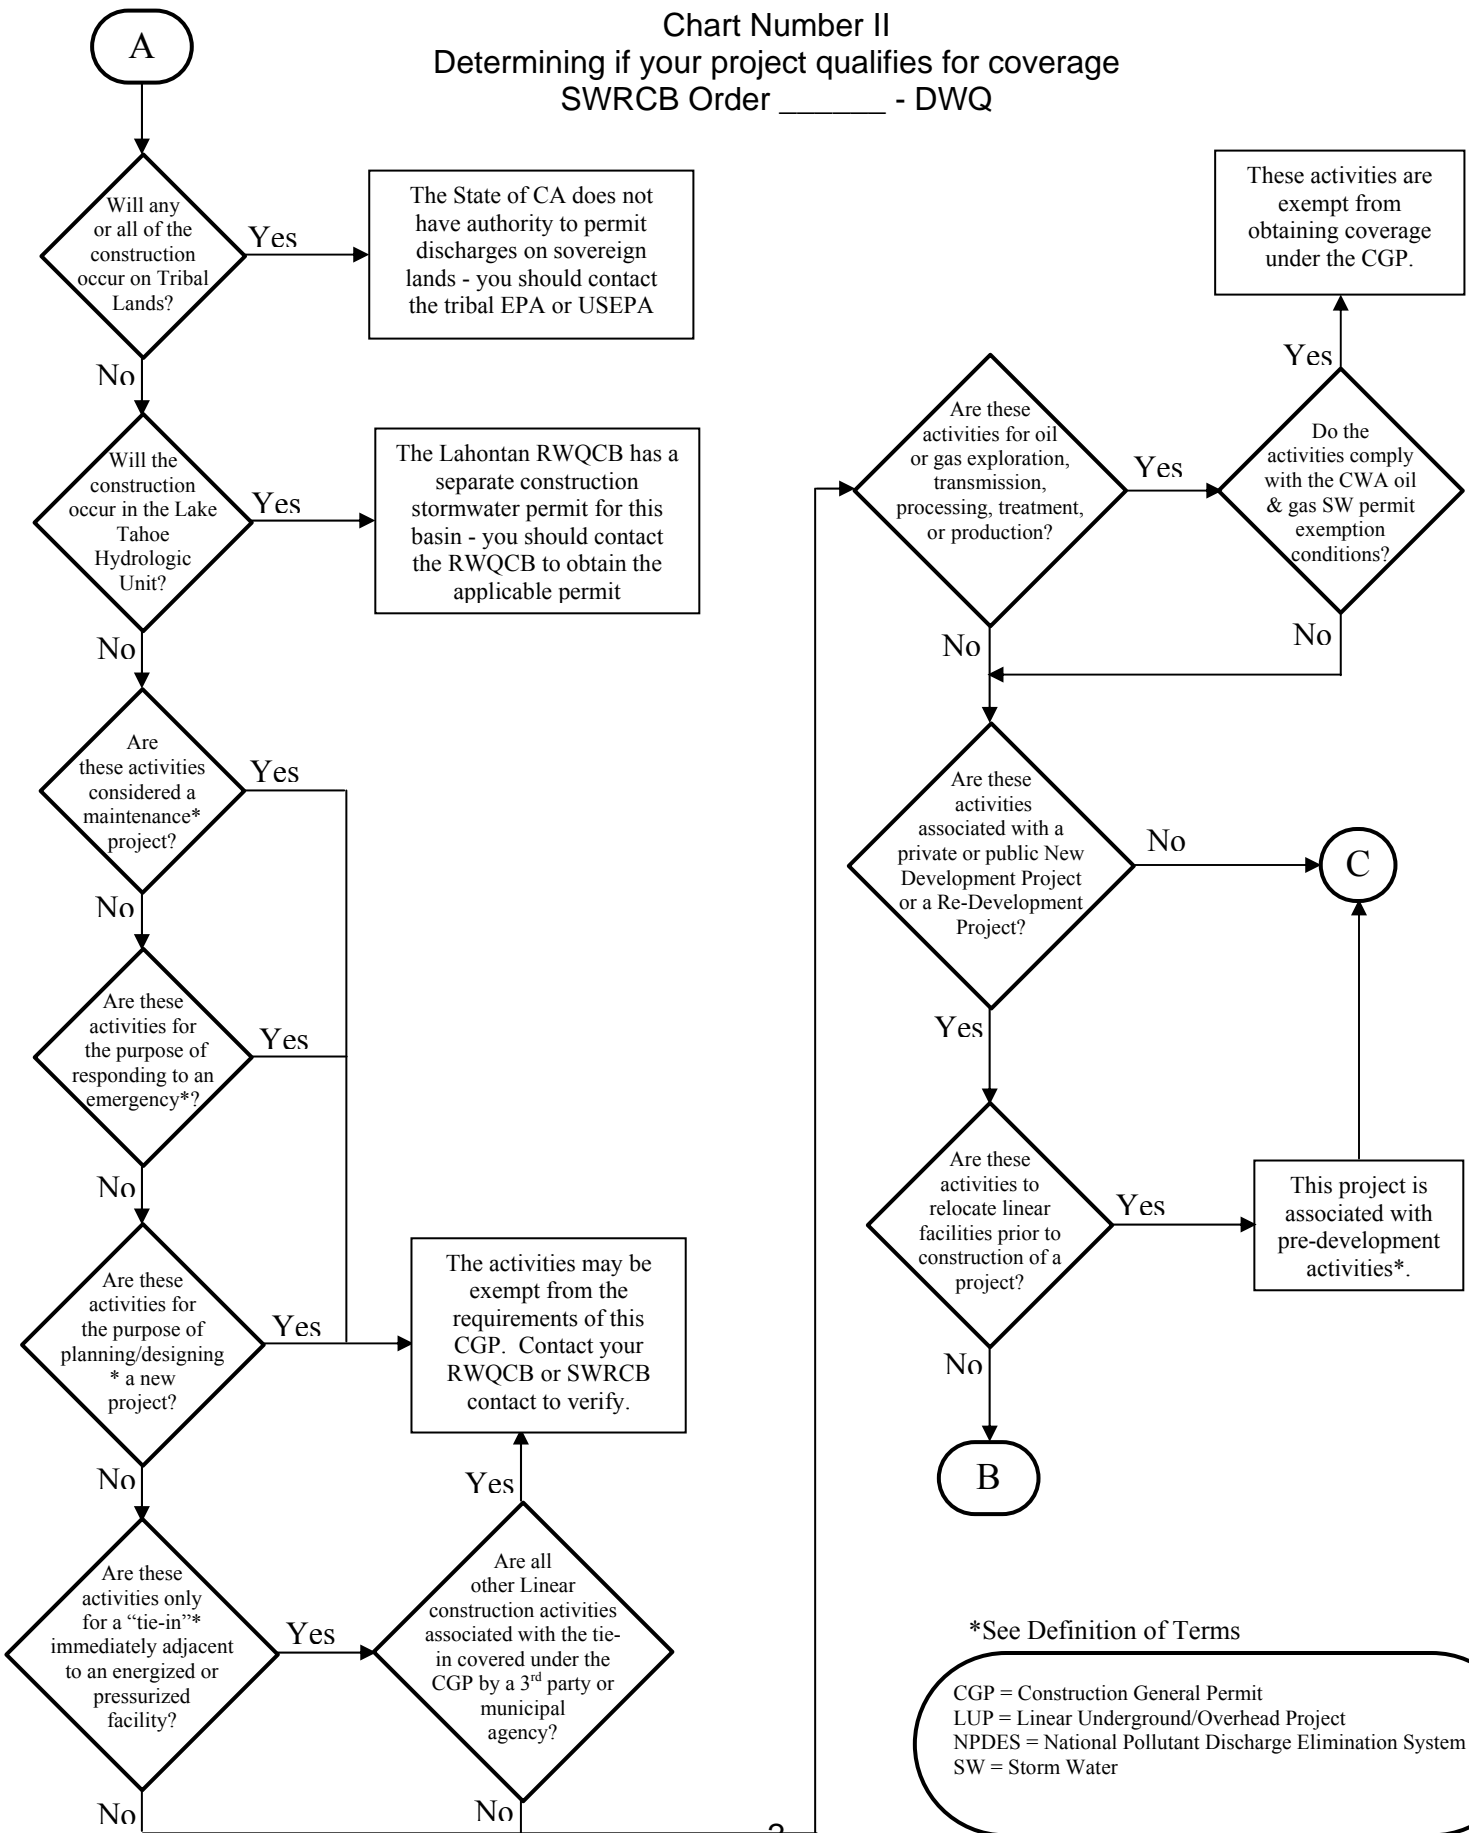 Chart Number II
Determining if your project qualifies for coverage
SWRCB Order ______ - DWQ
A
Will any
or all of the
construction
occur on Tribal
Lands?
Yes
The State of CA does not
have authority to permit
discharges on sovereign
lands - you should contact
the tribal EPA or USEPA
No
Will the
construction
occur in the Lake
Tahoe
Hydrologic
Unit?
Yes
The Lahontan RWQCB has a
separate construction
stormwater permit for this
basin - you should contact
the RWQCB to obtain the
applicable permit
No
Are
these activities
considered a
maintenance*
project?
Yes
No
Are these
activities for
the purpose of
responding to an
emergency*?
Yes
No
Are these
activities for
the purpose of
planning/designing
* a new
project?
Yes
The activities may be
exempt from the
requirements of this
CGP. Contact your
RWQCB or SWRCB
contact to verify.
No
Are these
activities only
for a “tie-in”*
immediately adjacent
to an energized or
pressurized
facility?
Yes
Yes
Are all
other Linear
construction activities
associated with the tie-
in covered under the
CGP by a 3rd party or
municipal
agency?
No
No
These activities are
exempt from
obtaining coverage
under the CGP.
Yes
Are these
activities for oil
or gas exploration,
transmission,
processing, treatment,
or production?
Yes
Do the
activities comply
with the CWA oil
& gas SW permit
exemption
conditions?
No
No
Are these
activities
associated with a
private or public New
Development Project
or a Re-Development
Project?
No
C
Yes
Are these
activities to
relocate linear
facilities prior to
construction of a
project?
Yes
This project is
associated with
pre-development
activities*.
No
B
*See Definition of Terms
CGP = Construction General Permit
LUP = Linear Underground/Overhead Project
NPDES = National Pollutant Discharge Elimination System
SW = Storm Water